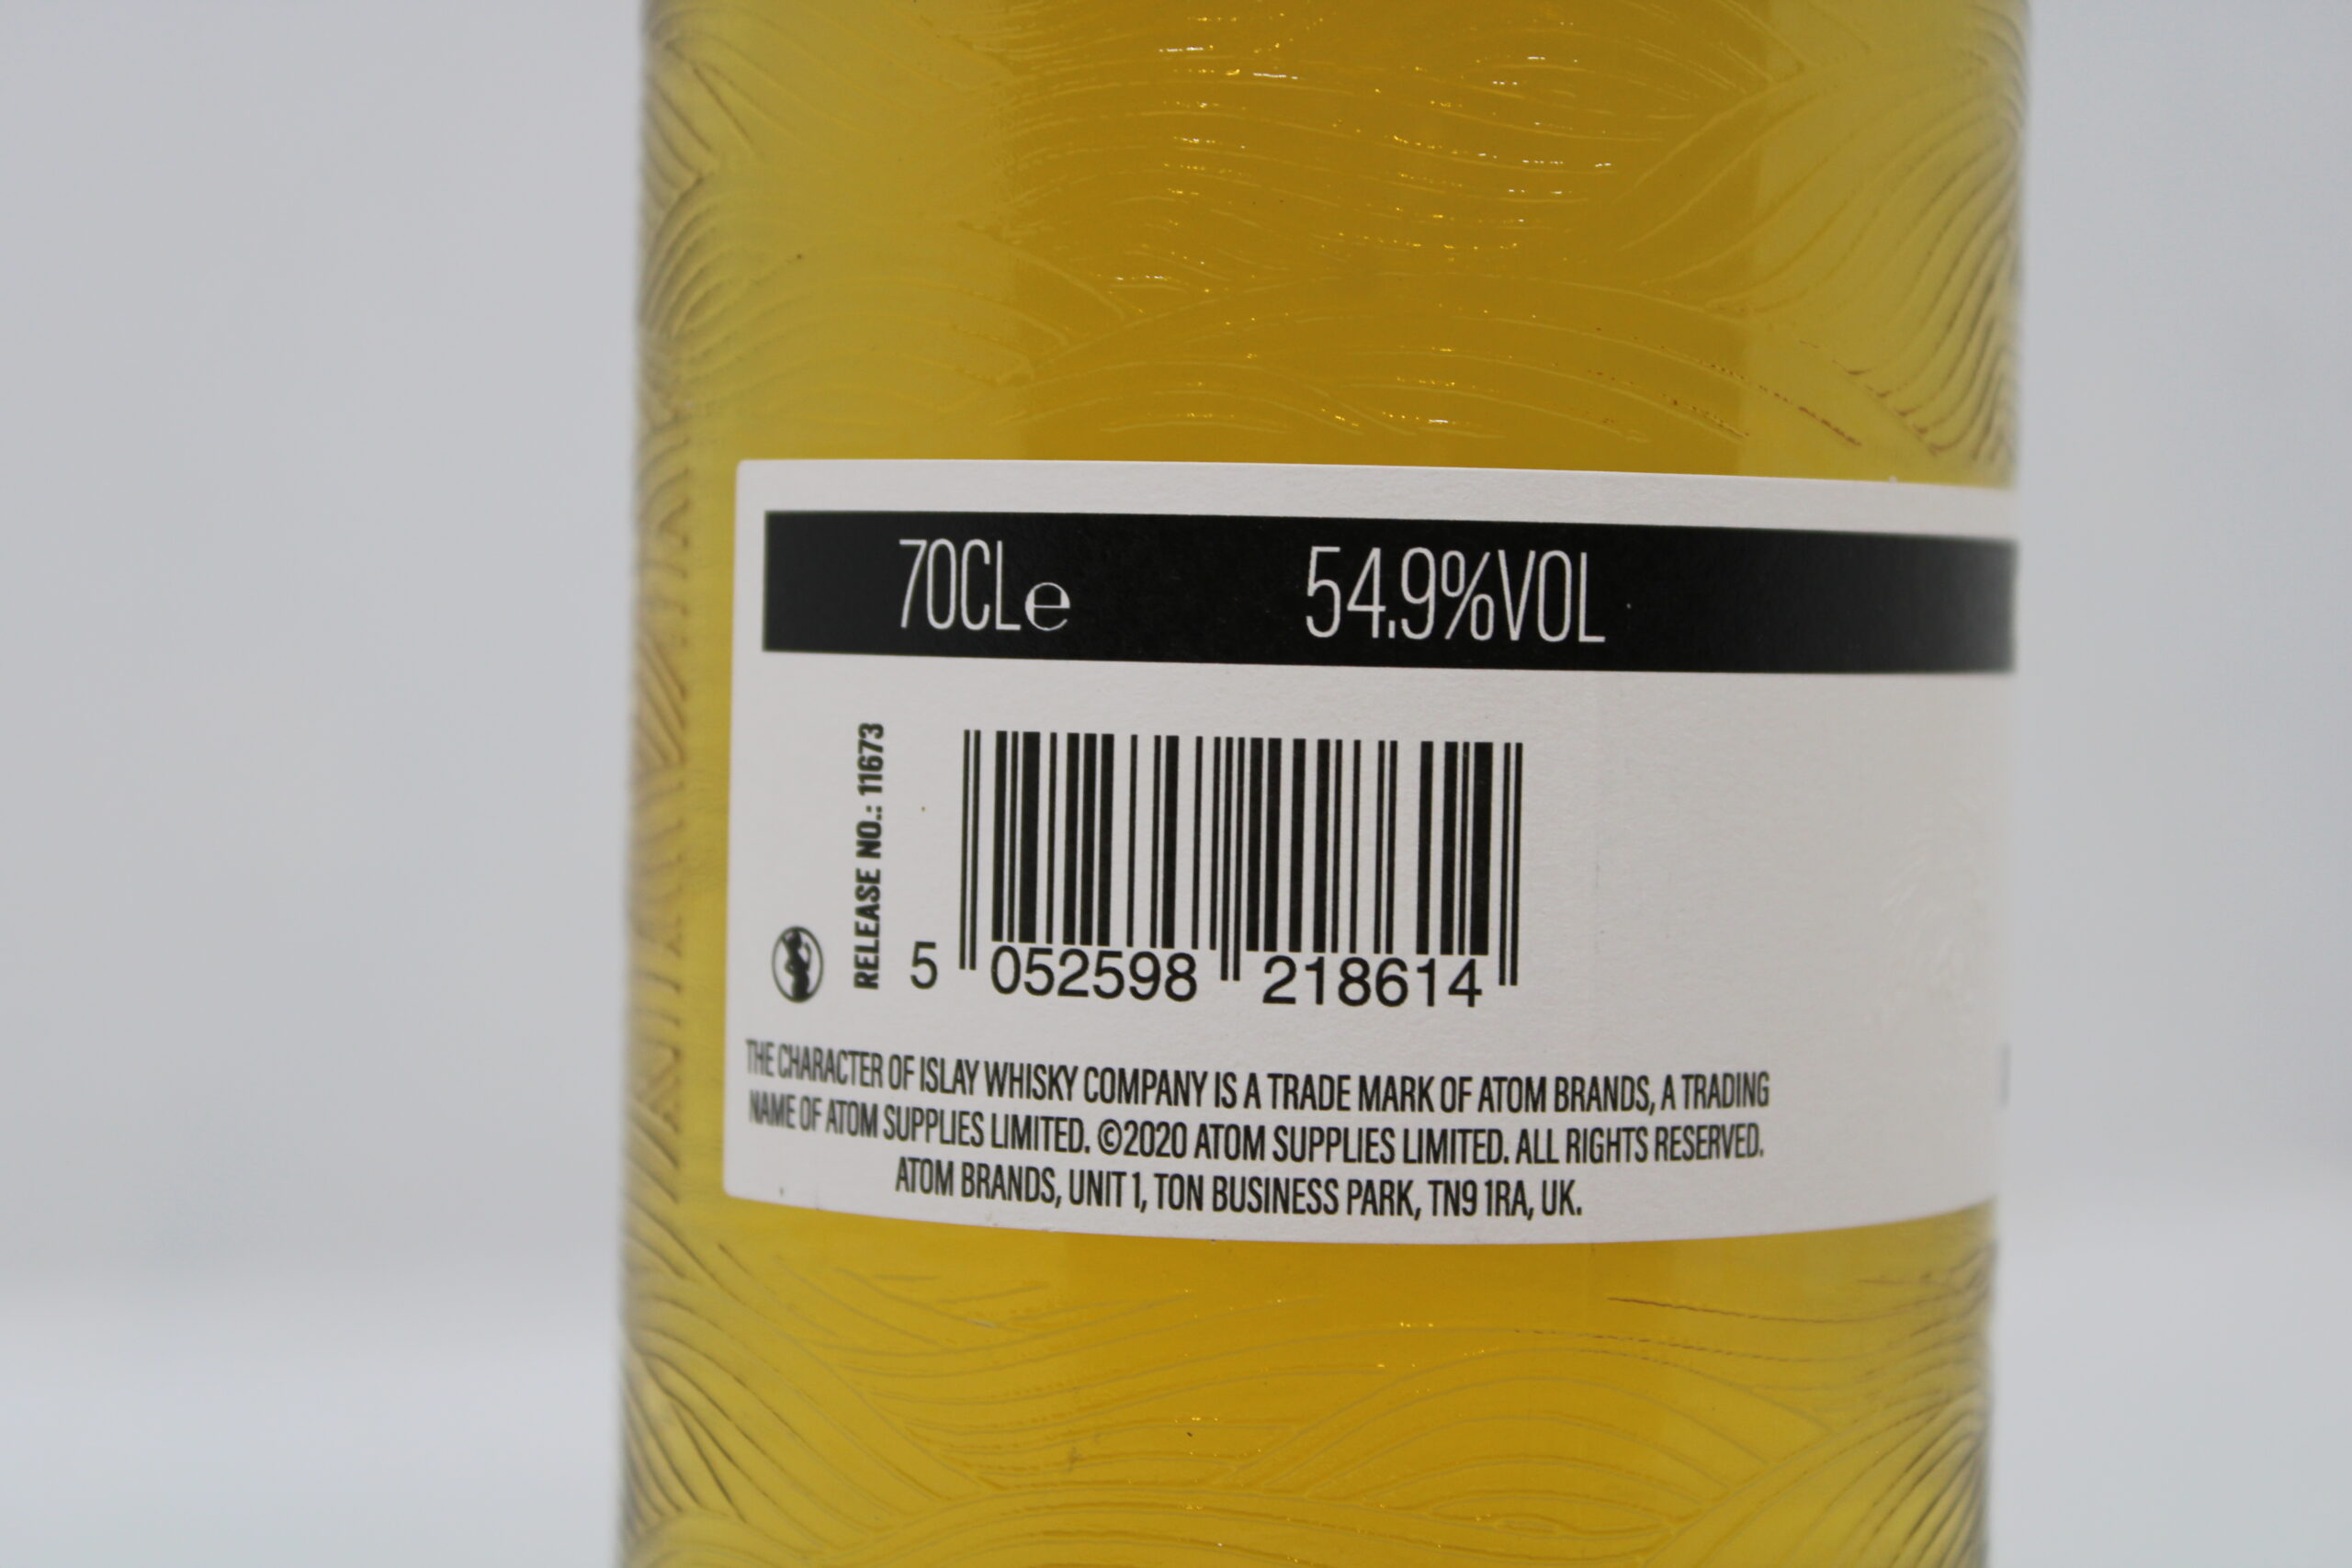 70CLe 54.9%VOL
RELEASE NO.: 11673
5 052598 218614
THE CHARACTER OF ISLAY WHISKY COMPANY IS A TRADE MARK OF ATOM BRANDS, A TRADING
NAME OF ATOM SUPPLIES LIMITED. ©2020 ATOM SUPPLIES LIMITED. ALL RIGHTS RESERVED.
ATOM BRANDS, UNIT 1, TON BUSINESS PARK, TN9 1RA, UK.